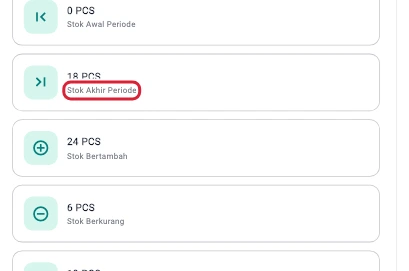 0 PCS
Stok Awal Periode
18 PCS
Stok Akhir Periode
24 PCS
Stok Bertambah
6 PCS
Stok Berkurang